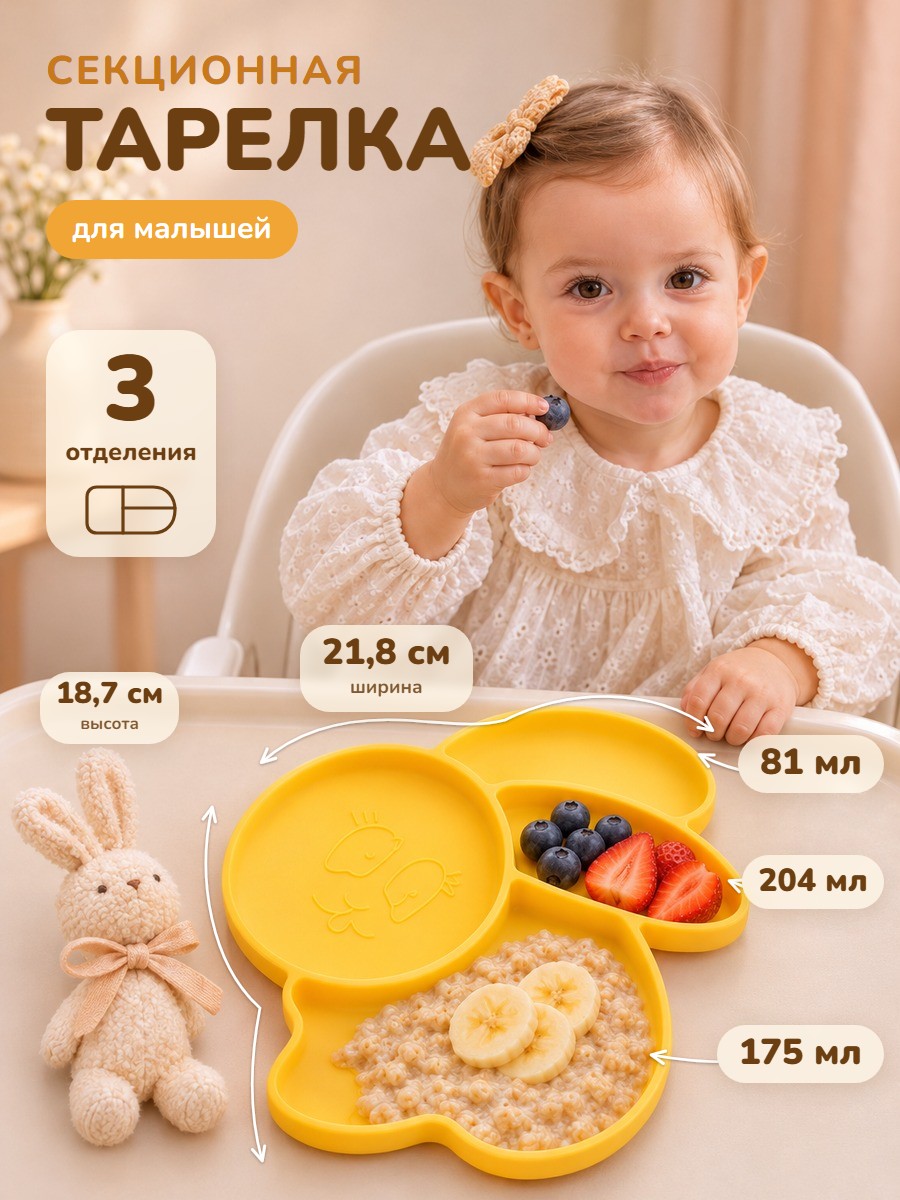 СЕКЦИОННАЯ
ТАРЕЛКА
для малышей
3
отделения
21,8 см
ширина
18,7 см
высота
81 мл
204 мл
175 мл